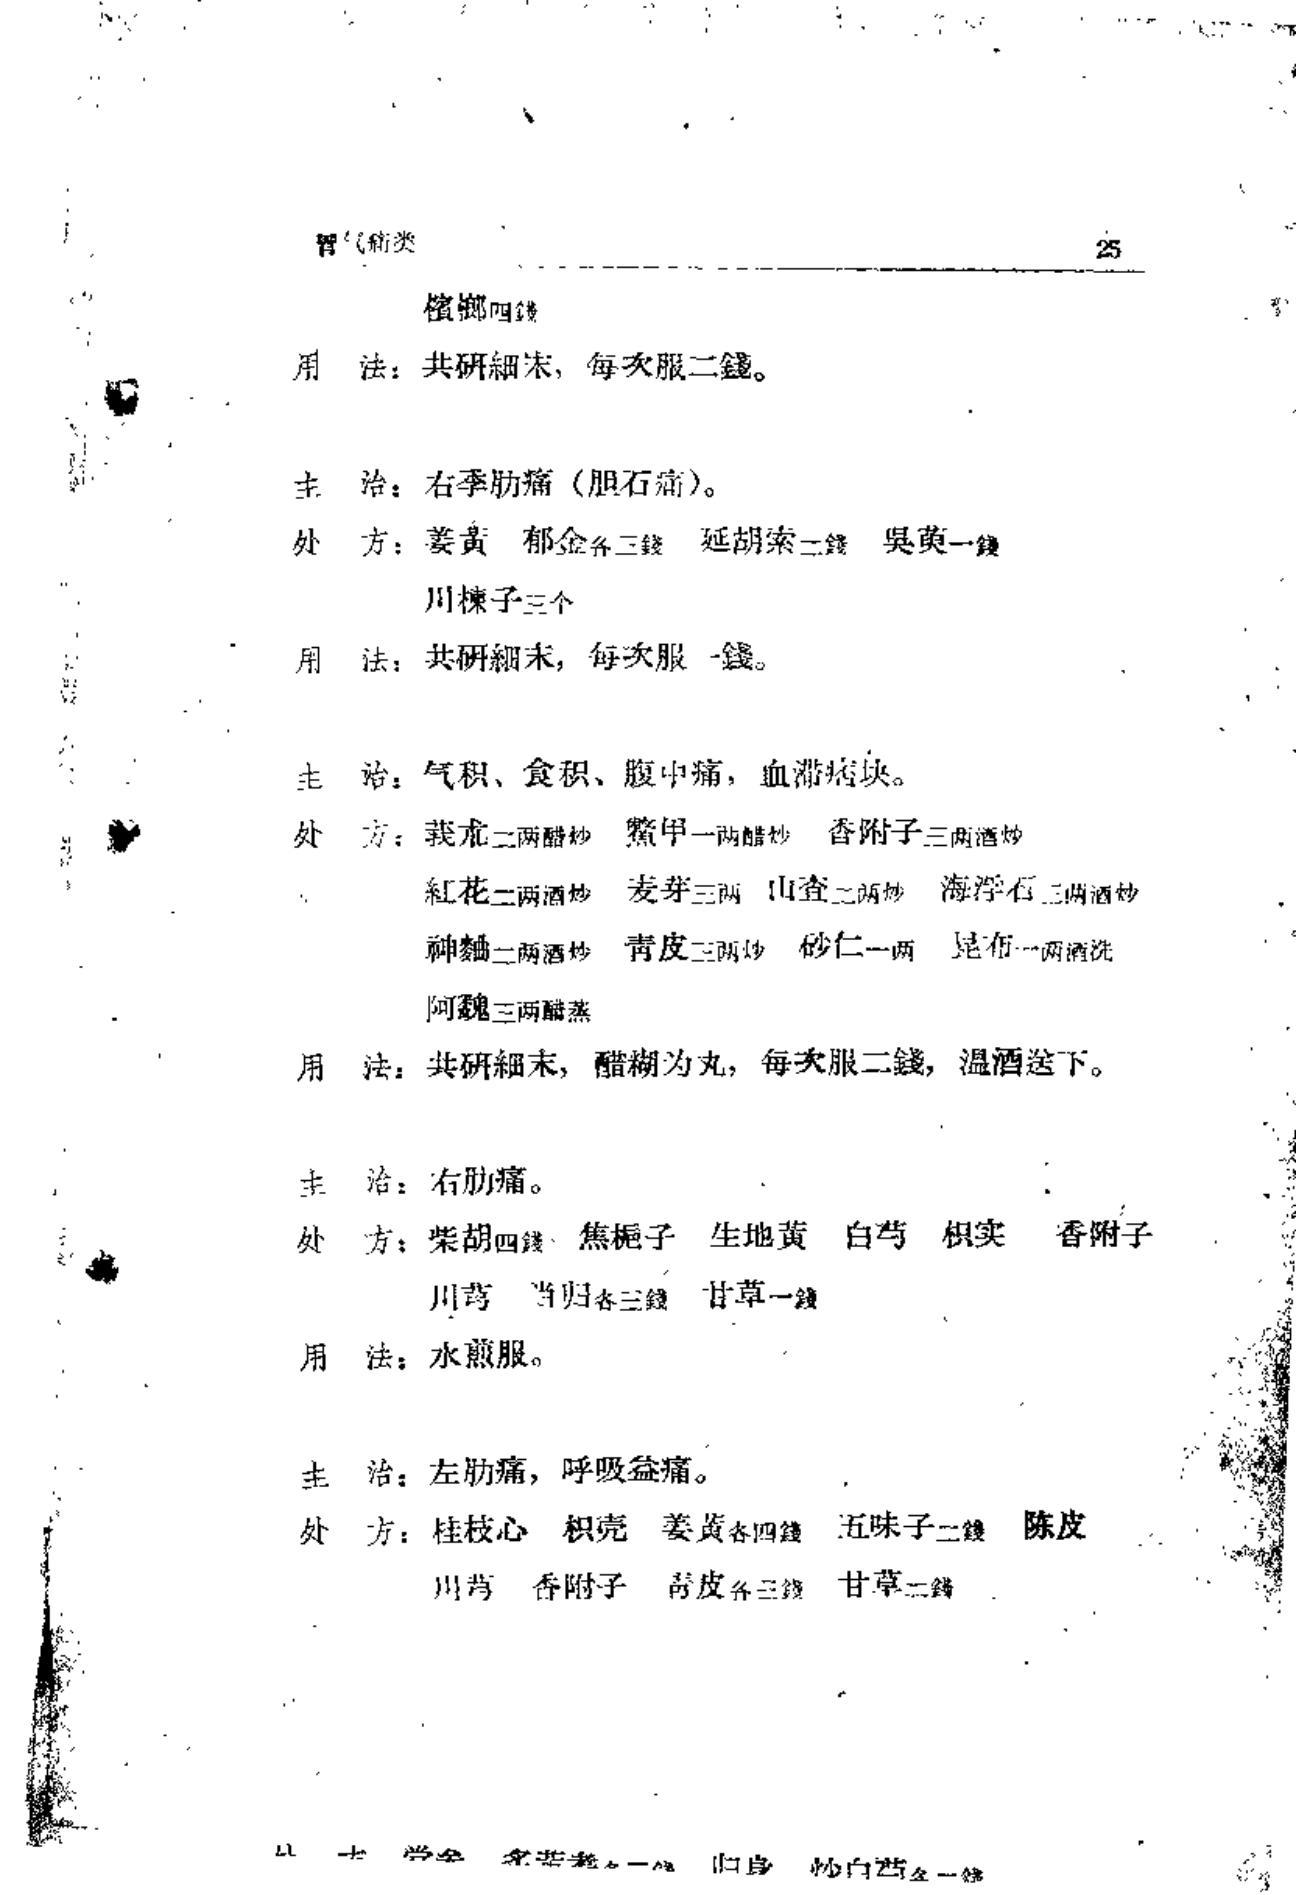 胃气痛类 25
檳榔四錢
用 法：共研細末，每次服二錢。
主 治：右季肋痛（胆石痛）。
处 方：姜黃 郁金各三錢 延胡索二錢 吳萸一錢
川楝子三个
用 法：共研細末，每次服一錢。
主 治：气积、食积、腹中痛，血滞痞块。
处 方：莪朮二两醋炒 鱉甲一两醋炒 香附子三两酒炒
紅花二两酒炒 麦芽三两 山查二两炒 海浮石三两酒炒
神麯二两酒炒 青皮三两炒 砂仁一两 昆布一两酒洗
阿魏三两醋蒸
用 法：共研細末，醋糊为丸，每次服二錢，温酒送下。
主 治：右肋痛。
处 方：柴胡四錢 焦梔子 生地黃 白芍 枳实 香附子
川芎 当归各三錢 甘草一錢
用 法：水煎服。
主 治：左肋痛，呼吸益痛。
处 方：桂枝心 枳壳 姜黃各四錢 五味子二錢 陈皮
川芎 香附子 青皮各三錢 甘草二錢
归身 炒白芍各一錢